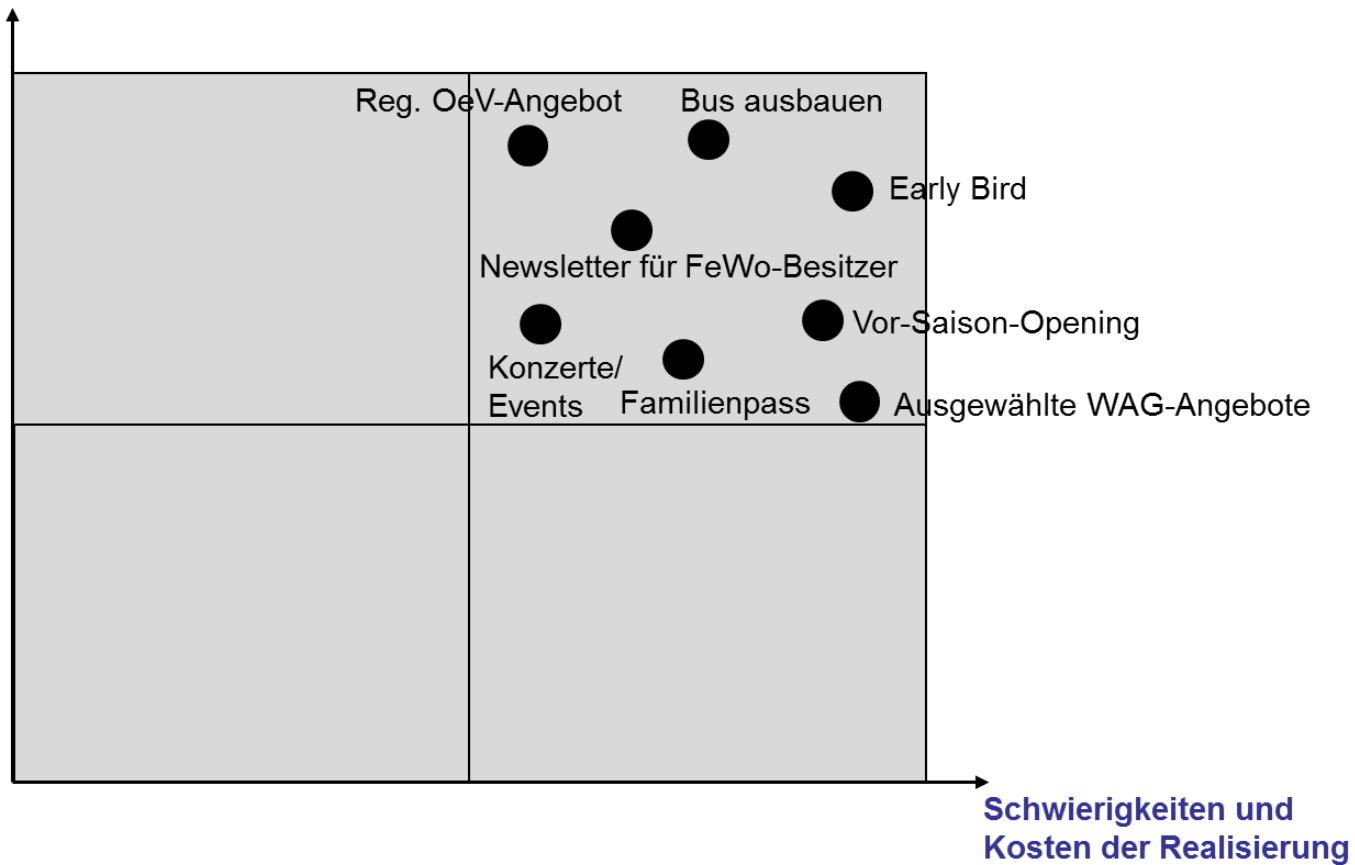 Reg. OeV-Angebot
Bus ausbauen
Early Bird
Newsletter für FeWo-Besitzer
Vor-Saison-Opening
Konzerte/
Events
Familienpass
Ausgewählte WAG-Angebote
Schwierigkeiten und
Kosten der Realisierung